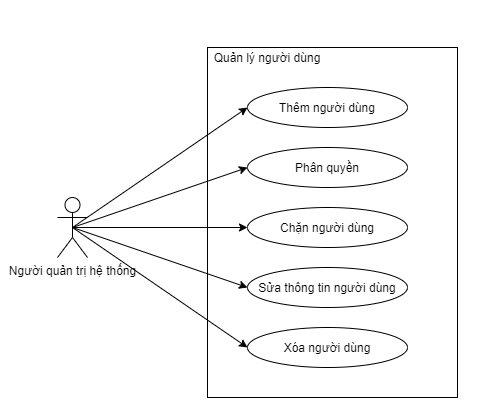 Quản lý người dùng
Thêm người dùng
Phân quyền
Chặn người dùng
Người quản trị hệ thống
Sửa thông tin người dùng
Xóa người dùng